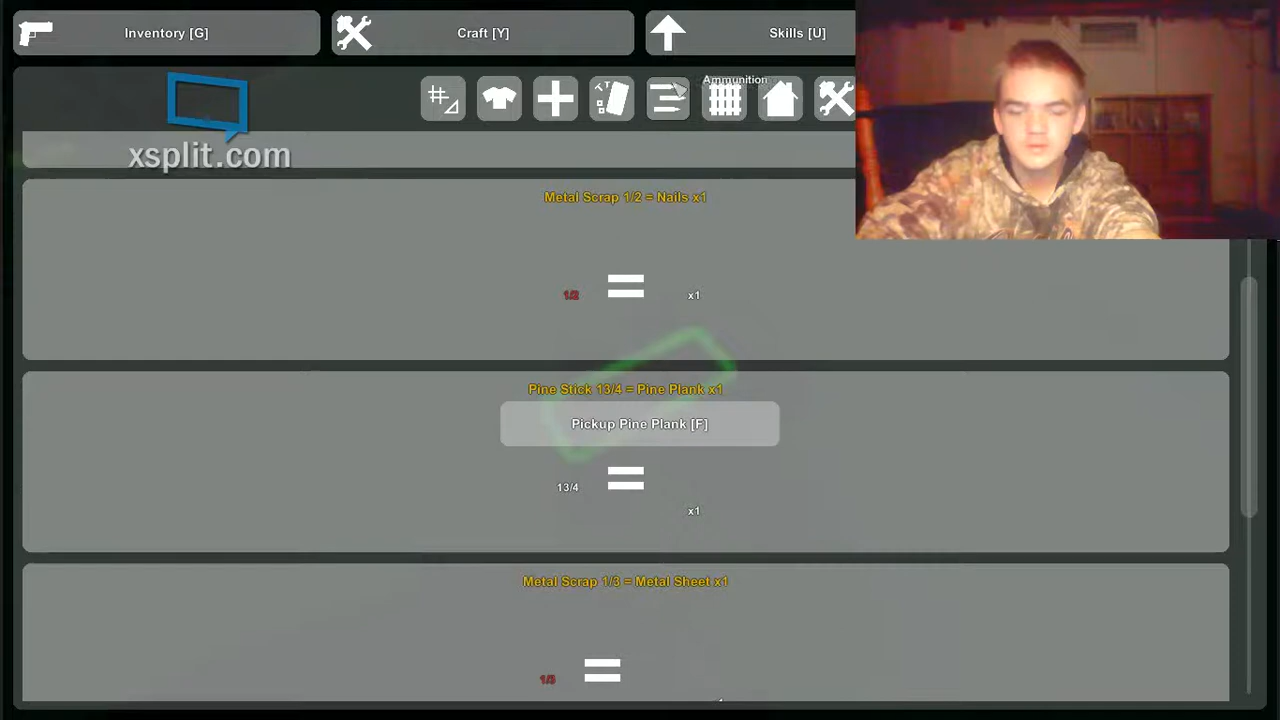 Inventory [G]
Craft [Y]
Skills [U]
Ammunition
xsplit.com
Metal Scrap 1/2 = Nails x1
1/2
x1
Pine Stick 13/4 = Pine Plank x1
Pickup Pine Plank [F]
13/4
x1
Metal Scrap 1/3 = Metal Sheet x1
1/3